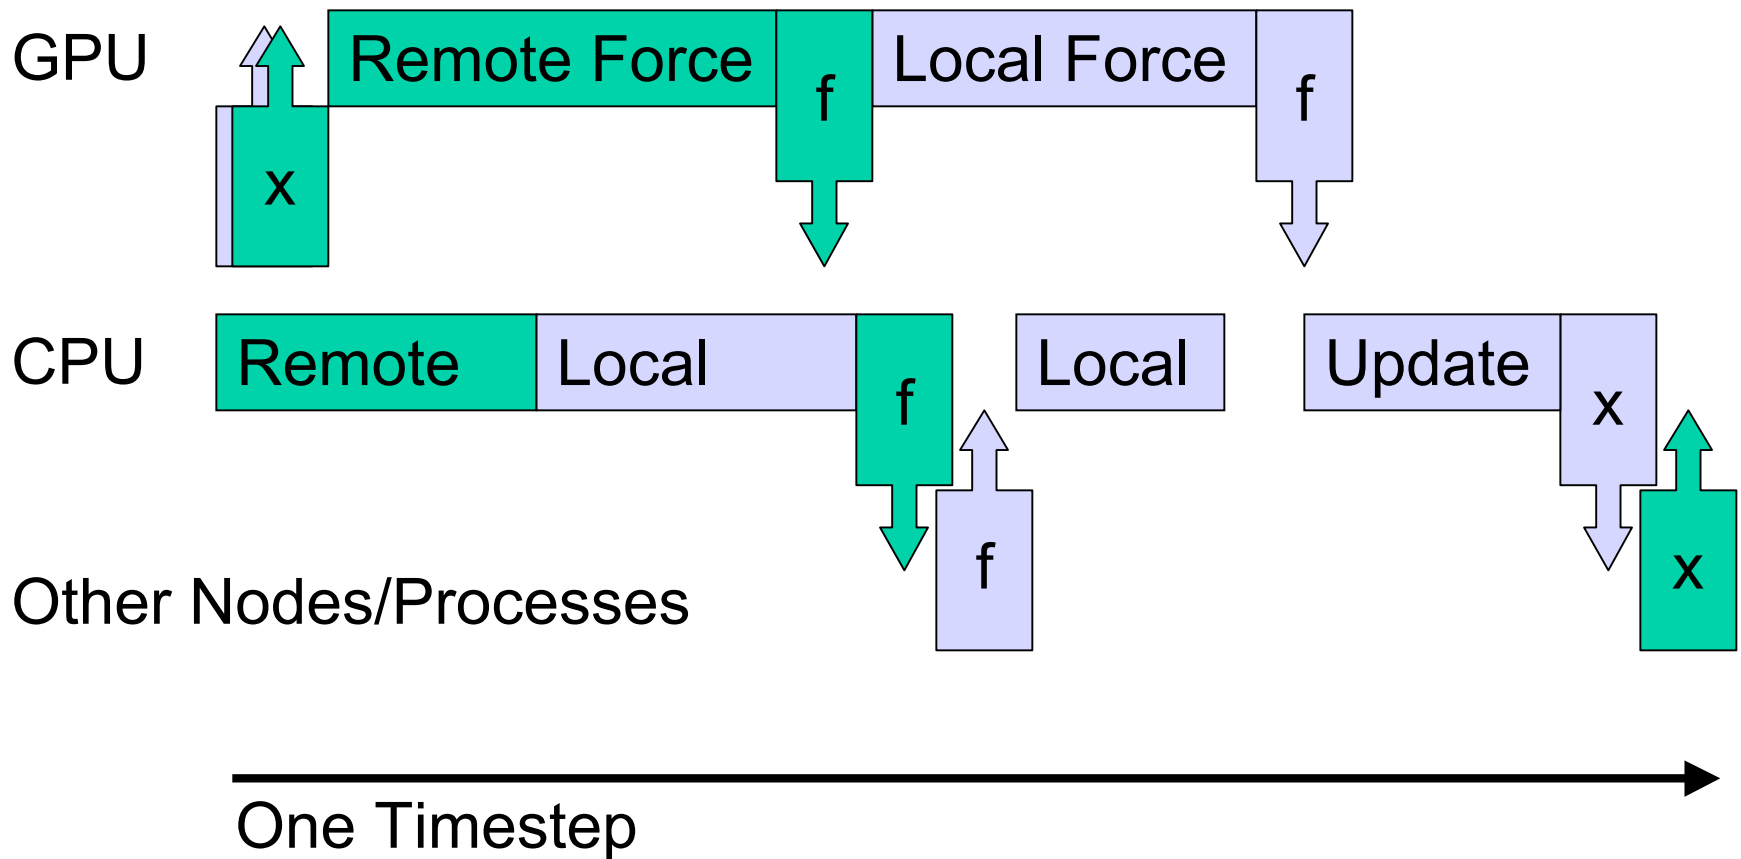 GPU
Remote Force
f
Local Force
f
x
CPU
Remote
Local
f
Local
Update
x
f
x
Other Nodes/Processes
One Timestep